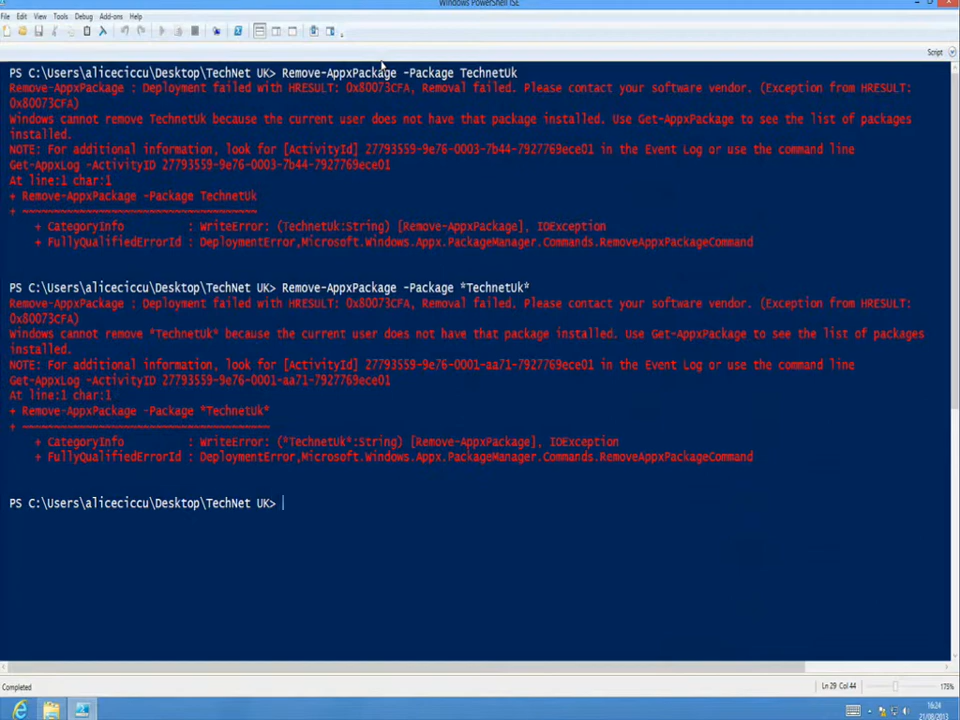 Windows PowerShell ISE
File Edit View Tools Debug Add-ons Help
Script
PS C:\Users\aliceciccu\Desktop\TechNet UK> Remove-AppxPackage -Package TechnetUk
Remove-AppxPackage : Deployment failed with HRESULT: 0x80073CFA, Removal failed. Please contact your software vendor. (Exception from HRESULT:
0x80073CFA)
Windows cannot remove TechnetUk because the current user does not have that package installed. Use Get-AppxPackage to see the list of packages
installed.
NOTE: For additional information, look for [ActivityId] 27793559-9e76-0003-7b44-7927769ece01 in the Event Log or use the command line
Get-AppxLog -ActivityID 27793559-9e76-0003-7b44-7927769ece01
At line:1 char:1
+ Remove-AppxPackage -Package TechnetUk
+ ~~~~~~~~~~~~~~~~~~~~~~~~~~~~~~~~~~~~~
+ CategoryInfo : WriteError: (TechnetUk:String) [Remove-AppxPackage], IOException
+ FullyQualifiedErrorId : DeploymentError,Microsoft.Windows.Appx.PackageManager.Commands.RemoveAppxPackageCommand
PS C:\Users\aliceciccu\Desktop\TechNet UK> Remove-AppxPackage -Package *TechnetUk*
Remove-AppxPackage : Deployment failed with HRESULT: 0x80073CFA, Removal failed. Please contact your software vendor. (Exception from HRESULT:
0x80073CFA)
Windows cannot remove *TechnetUk* because the current user does not have that package installed. Use Get-AppxPackage to see the list of packages
installed.
NOTE: For additional information, look for [ActivityId] 27793559-9e76-0001-aa71-7927769ece01 in the Event Log or use the command line
Get-AppxLog -ActivityID 27793559-9e76-0001-aa71-7927769ece01
At line:1 char:1
+ Remove-AppxPackage -Package *TechnetUk*
+ ~~~~~~~~~~~~~~~~~~~~~~~~~~~~~~~~~~~~~~~
+ CategoryInfo : WriteError: (*TechnetUk*:String) [Remove-AppxPackage], IOException
+ FullyQualifiedErrorId : DeploymentError,Microsoft.Windows.Appx.PackageManager.Commands.RemoveAppxPackageCommand
PS C:\Users\aliceciccu\Desktop\TechNet UK>
Completed Ln 29 Col 44 175%
16:24
21/08/2013